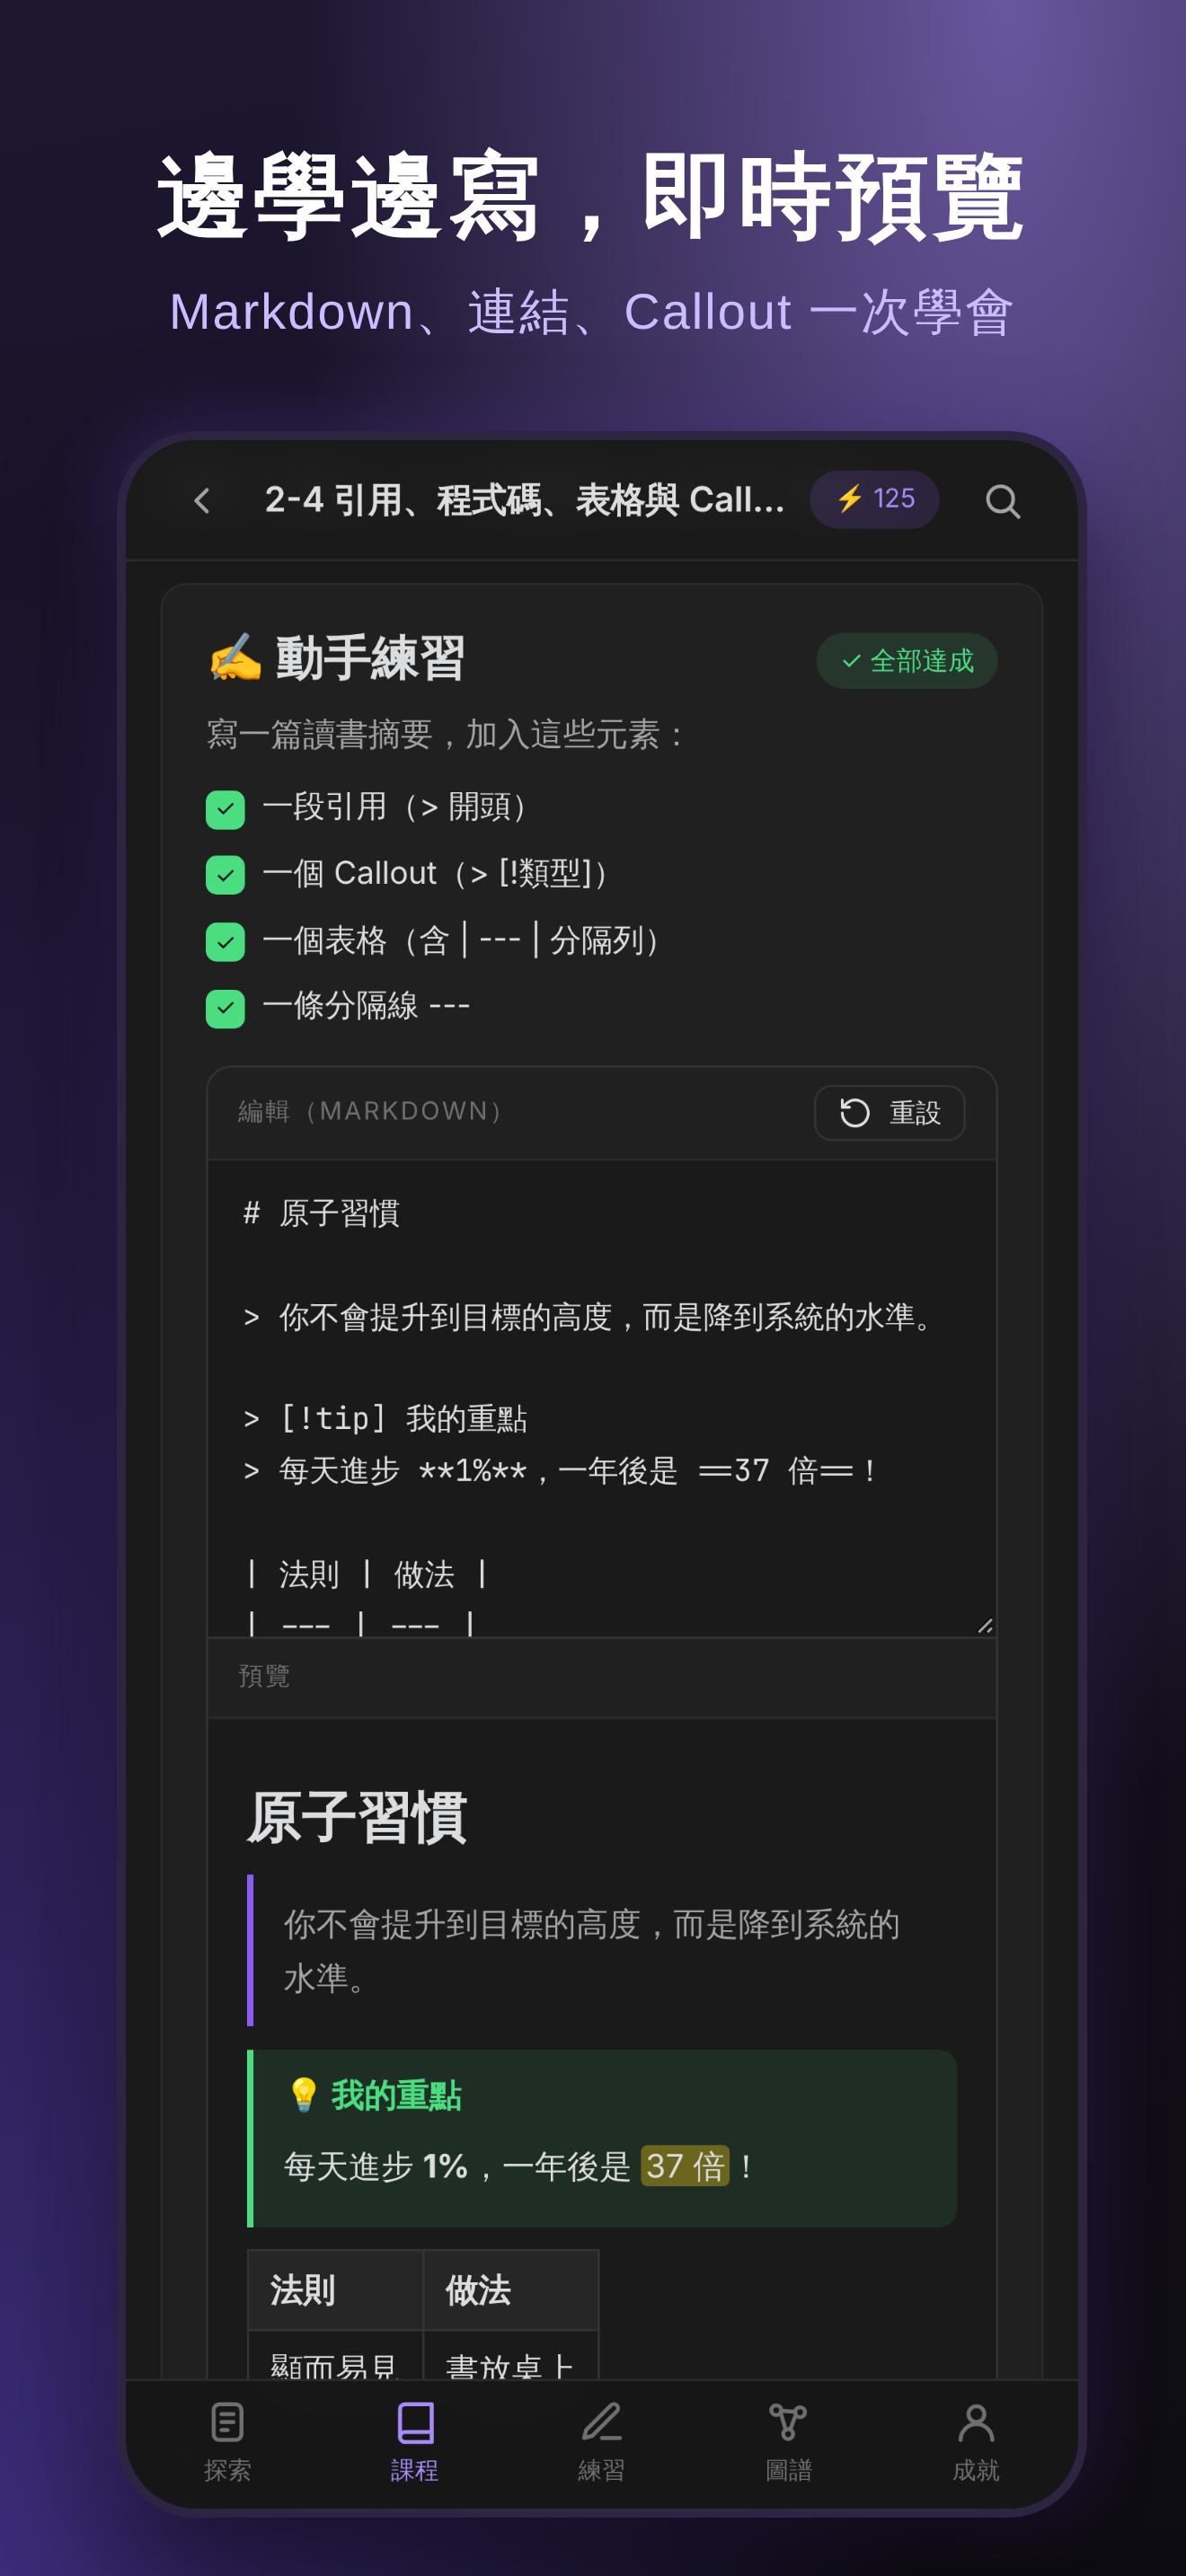 邊學邊寫，即時預覽
Markdown、連結、Callout 一次學會
2-4 引用、程式碼、表格與 Call...
⚡ 125
✍️ 動手練習
✓ 全部達成
寫一篇讀書摘要，加入這些元素：
一段引用（> 開頭）
一個 Callout（> [!類型]）
一個表格（含 | --- | 分隔列）
一條分隔線 ---
編輯（MARKDOWN）
重設
# 原子習慣
> 你不會提升到目標的高度，而是降到系統的水準。
> [!tip] 我的重點
> 每天進步 **1%**，一年後是 ==37 倍==！
| 法則 | 做法 |
| --- | --- |
預覽
原子習慣
你不會提升到目標的高度，而是降到系統的
水準。
💡 我的重點
每天進步 1%，一年後是 37 倍！
法則 做法
顯而易見 書放桌上
探索
課程
練習
圖譜
成就